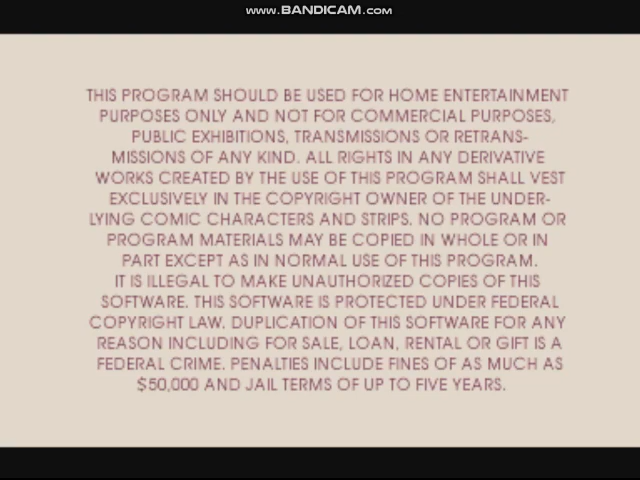 www.BANDICAM.com
THIS PROGRAM SHOULD BE USED FOR HOME ENTERTAINMENT
PURPOSES ONLY AND NOT FOR COMMERCIAL PURPOSES,
PUBLIC EXHIBITIONS, TRANSMISSIONS OR RETRANS-
MISSIONS OF ANY KIND. ALL RIGHTS IN ANY DERIVATIVE
WORKS CREATED BY THE USE OF THIS PROGRAM SHALL VEST
EXCLUSIVELY IN THE COPYRIGHT OWNER OF THE UNDER-
LYING COMIC CHARACTERS AND STRIPS. NO PROGRAM OR
PROGRAM MATERIALS MAY BE COPIED IN WHOLE OR IN
PART EXCEPT AS IN NORMAL USE OF THIS PROGRAM.
IT IS ILLEGAL TO MAKE UNAUTHORIZED COPIES OF THIS
SOFTWARE. THIS SOFTWARE IS PROTECTED UNDER FEDERAL
COPYRIGHT LAW. DUPLICATION OF THIS SOFTWARE FOR ANY
REASON INCLUDING FOR SALE, LOAN, RENTAL OR GIFT IS A
FEDERAL CRIME. PENALTIES INCLUDE FINES OF AS MUCH AS
$50,000 AND JAIL TERMS OF UP TO FIVE YEARS.